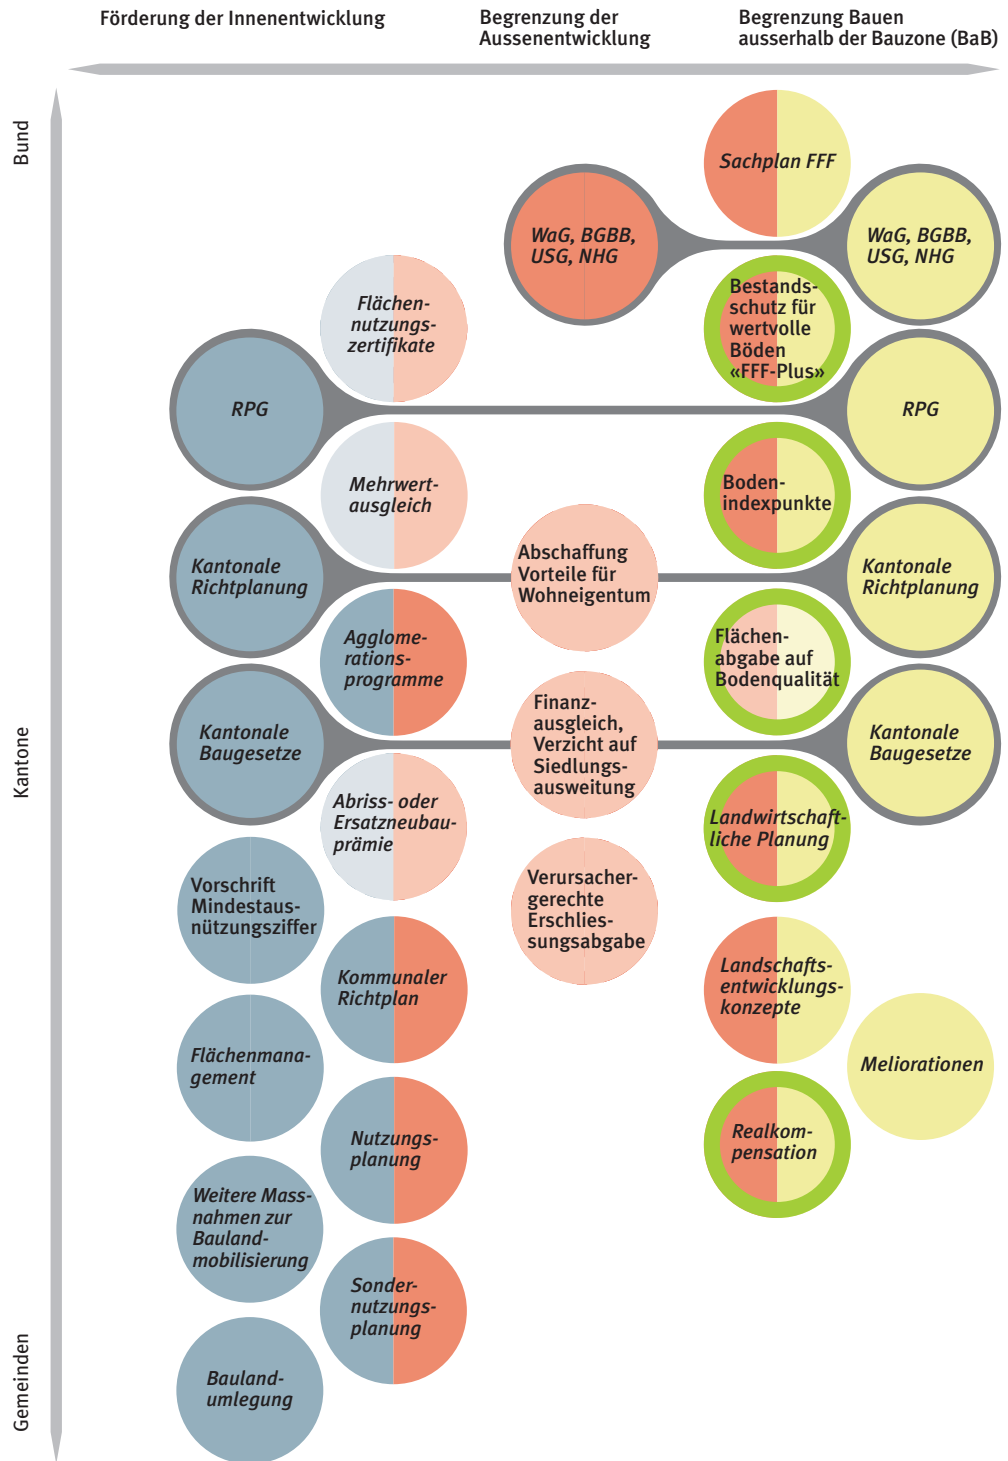 Förderung der Innenentwicklung
Begrenzung der
Aussenentwicklung
Begrenzung Bauen
ausserhalb der Bauzone (BaB)
Bund
Kantone
Gemeinden
Sachplan FFF
WaG, BGBB,
USG, NHG
WaG, BGBB,
USG, NHG
Flächen-
nutzungs-
zertifikate
Bestands-
schutz für
wertvolle
Böden
«FFF-Plus»
RPG
RPG
Mehrwert-
ausgleich
Boden-
indexpunkte
Kantonale
Richtplanung
Abschaffung
Vorteile für
Wohneigentum
Kantonale
Richtplanung
Agglome-
rations-
programme
Flächen-
abgabe auf
Bodenqualität
Kantonale
Baugesetze
Finanz-
ausgleich,
Verzicht auf
Siedlungs-
ausweitung
Kantonale
Baugesetze
Abriss- oder
Ersatzneubau-
prämie
Landwirtschaft-
liche Planung
Vorschrift
Mindestaus-
nützungsziffer
Verursacher-
gerechte
Erschlies-
sungsabgabe
Kommunaler
Richtplan
Landschafts-
entwicklungs-
konzepte
Flächenmana-
gement
Meliorationen
Nutzungs-
planung
Realkom-
pensation
Weitere Mass-
nahmen zur
Bauland-
mobilisierung
Sonder-
nutzungs-
planung
Bauland-
umlegung